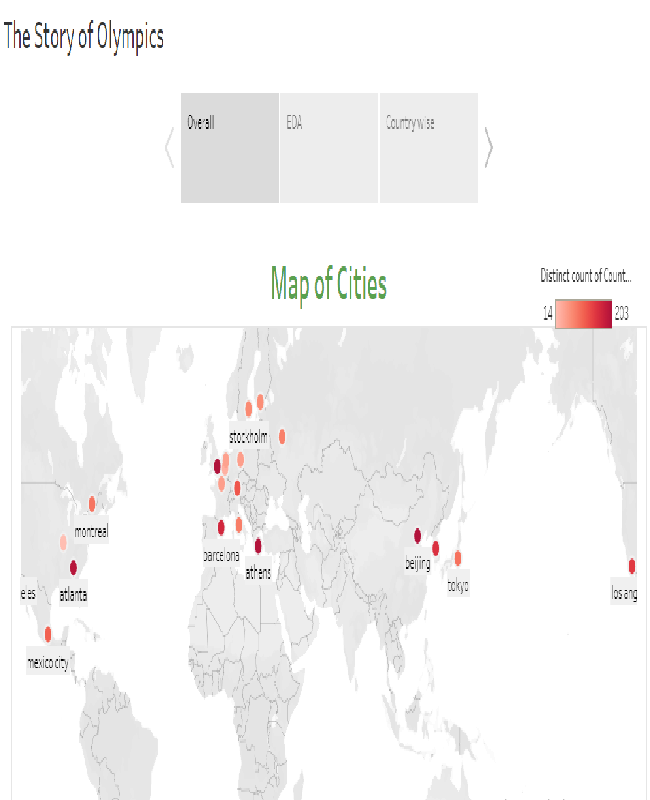 The Story of Olympics
Overall
EDA
Country wise
Map of Cities
Distinct count of Count...
14
203
stockholm
montreal
barcelona
athens
beijing
tokyo
eles
atlanta
los ang
mexico city